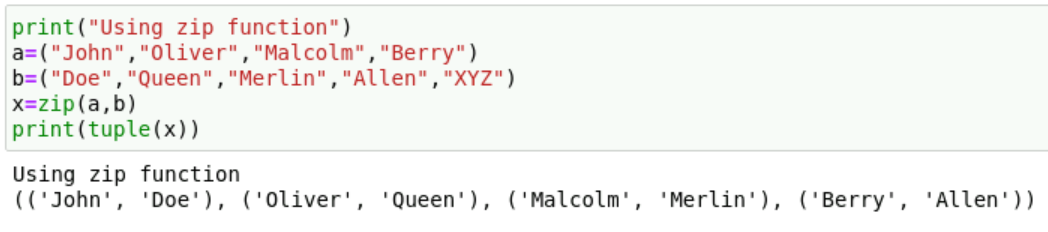 print("Using zip function")
a=("John","Oliver","Malcolm","Berry")
b=("Doe","Queen","Merlin","Allen","XYZ")
x=zip(a,b)
print(tuple(x))
Using zip function
(('John', 'Doe'), ('Oliver', 'Queen'), ('Malcolm', 'Merlin'), ('Berry', 'Allen'))